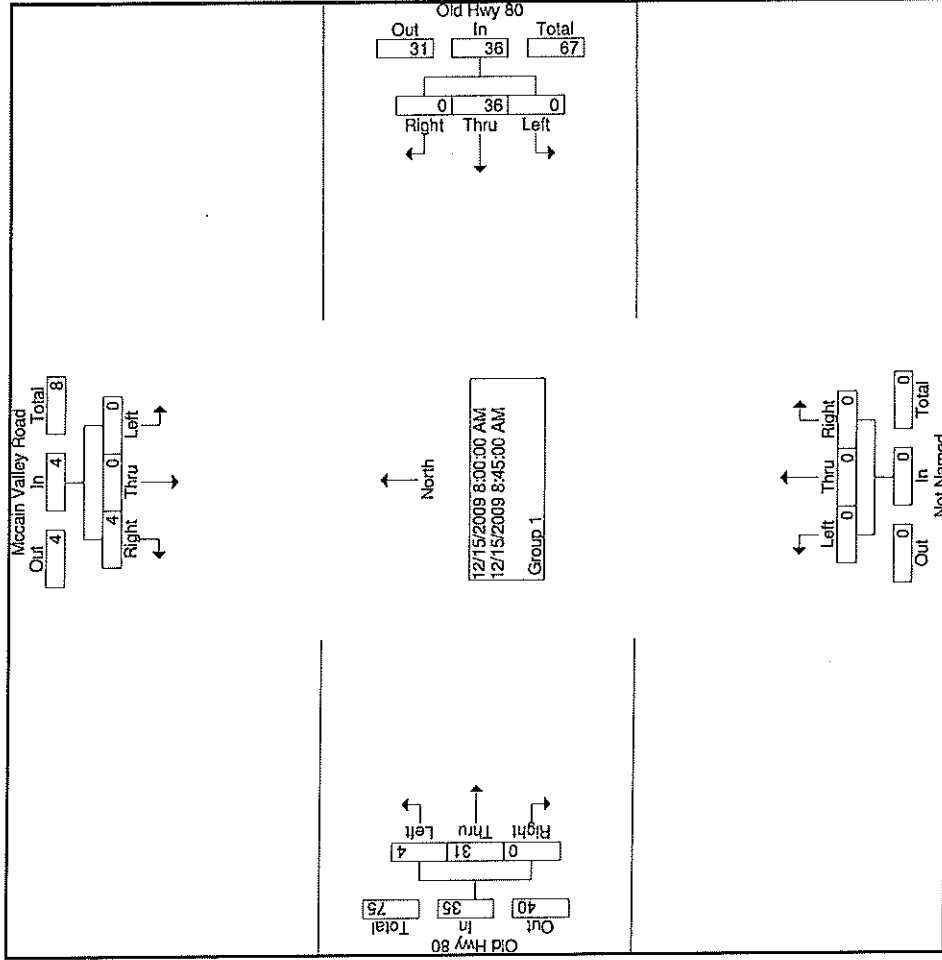 Old Hwy 80
Out In Total
31 36 67
0 36 0
Right Thru Left
Mccain Valley Road
Out In Total
4 4 8
4 0 0
Right Thru Left
North
12/15/2009 8:00:00 AM
12/15/2009 8:45:00 AM
Group 1
Left Thru Right
0 0 0
0 0 0
Out In Total
Not Named
Left Thru Right
4 31 0
75 35 40
Total In Out
Old Hwy 80